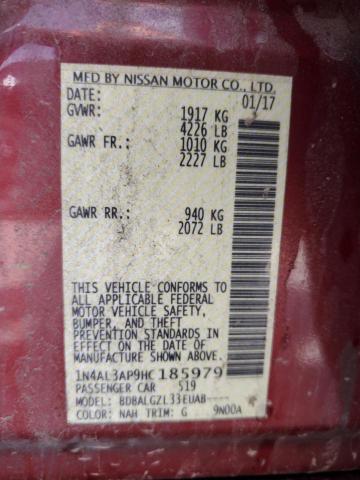 MFD BY NISSAN MOTOR CO., LTD.
DATE: 01/17
GVWR: 1917 KG
4226 LB
GAWR FR: 1010 KG
2227 LB
GAWR RR: 940 KG
2072 LB
THIS VEHICLE CONFORMS TO
ALL APPLICABLE FEDERAL
MOTOR VEHICLE SAFETY,
BUMPER, AND THEFT
PREVENTION STANDARDS
IN EFFECT ON THE DATE OF
MANUFACTURE SHOWN ABOVE.
1N4AL3AP9HC185979
PASSENGER CAR 519
MODEL: BDBALGZL33EUAB----
COLOR: NAH TRIM: G 9N00A